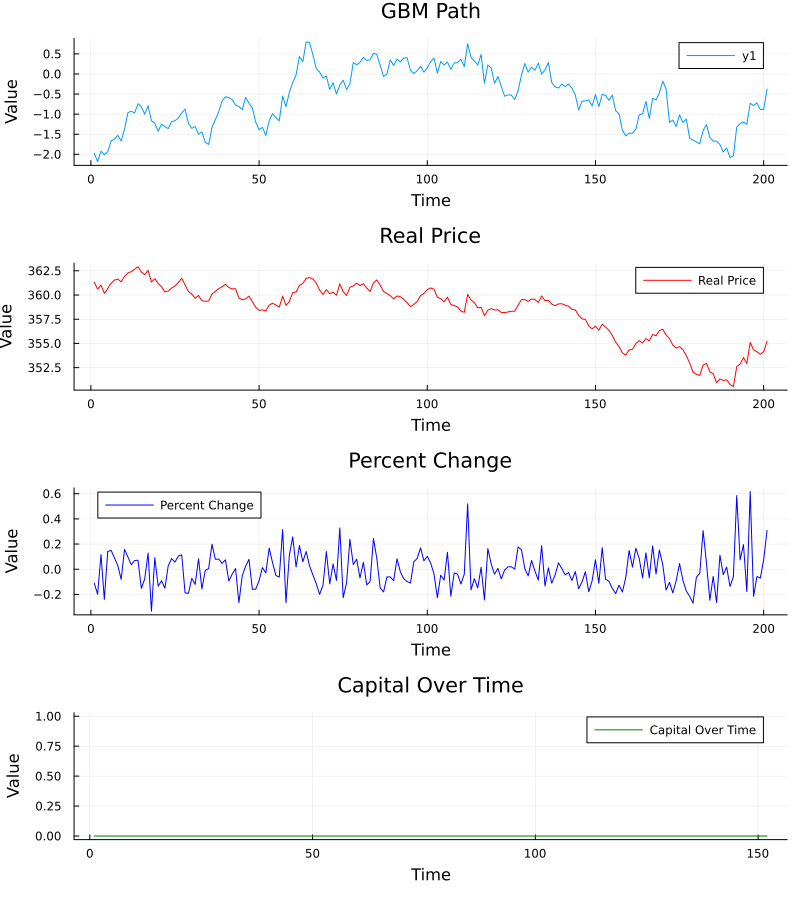 GBM Path
Value
0.5
0.0
−0.5
−1.0
−1.5
−2.0
y1
0 50 100 150 200
Time
Real Price
Value
362.5
360.0
357.5
355.0
352.5
Real Price
0 50 100 150 200
Time
Percent Change
Value
0.6
0.4
0.2
0.0
−0.2
Percent Change
0 50 100 150 200
Time
Capital Over Time
Value
1.00
0.75
0.50
0.25
0.00
Capital Over Time
0 50 100 150
Time